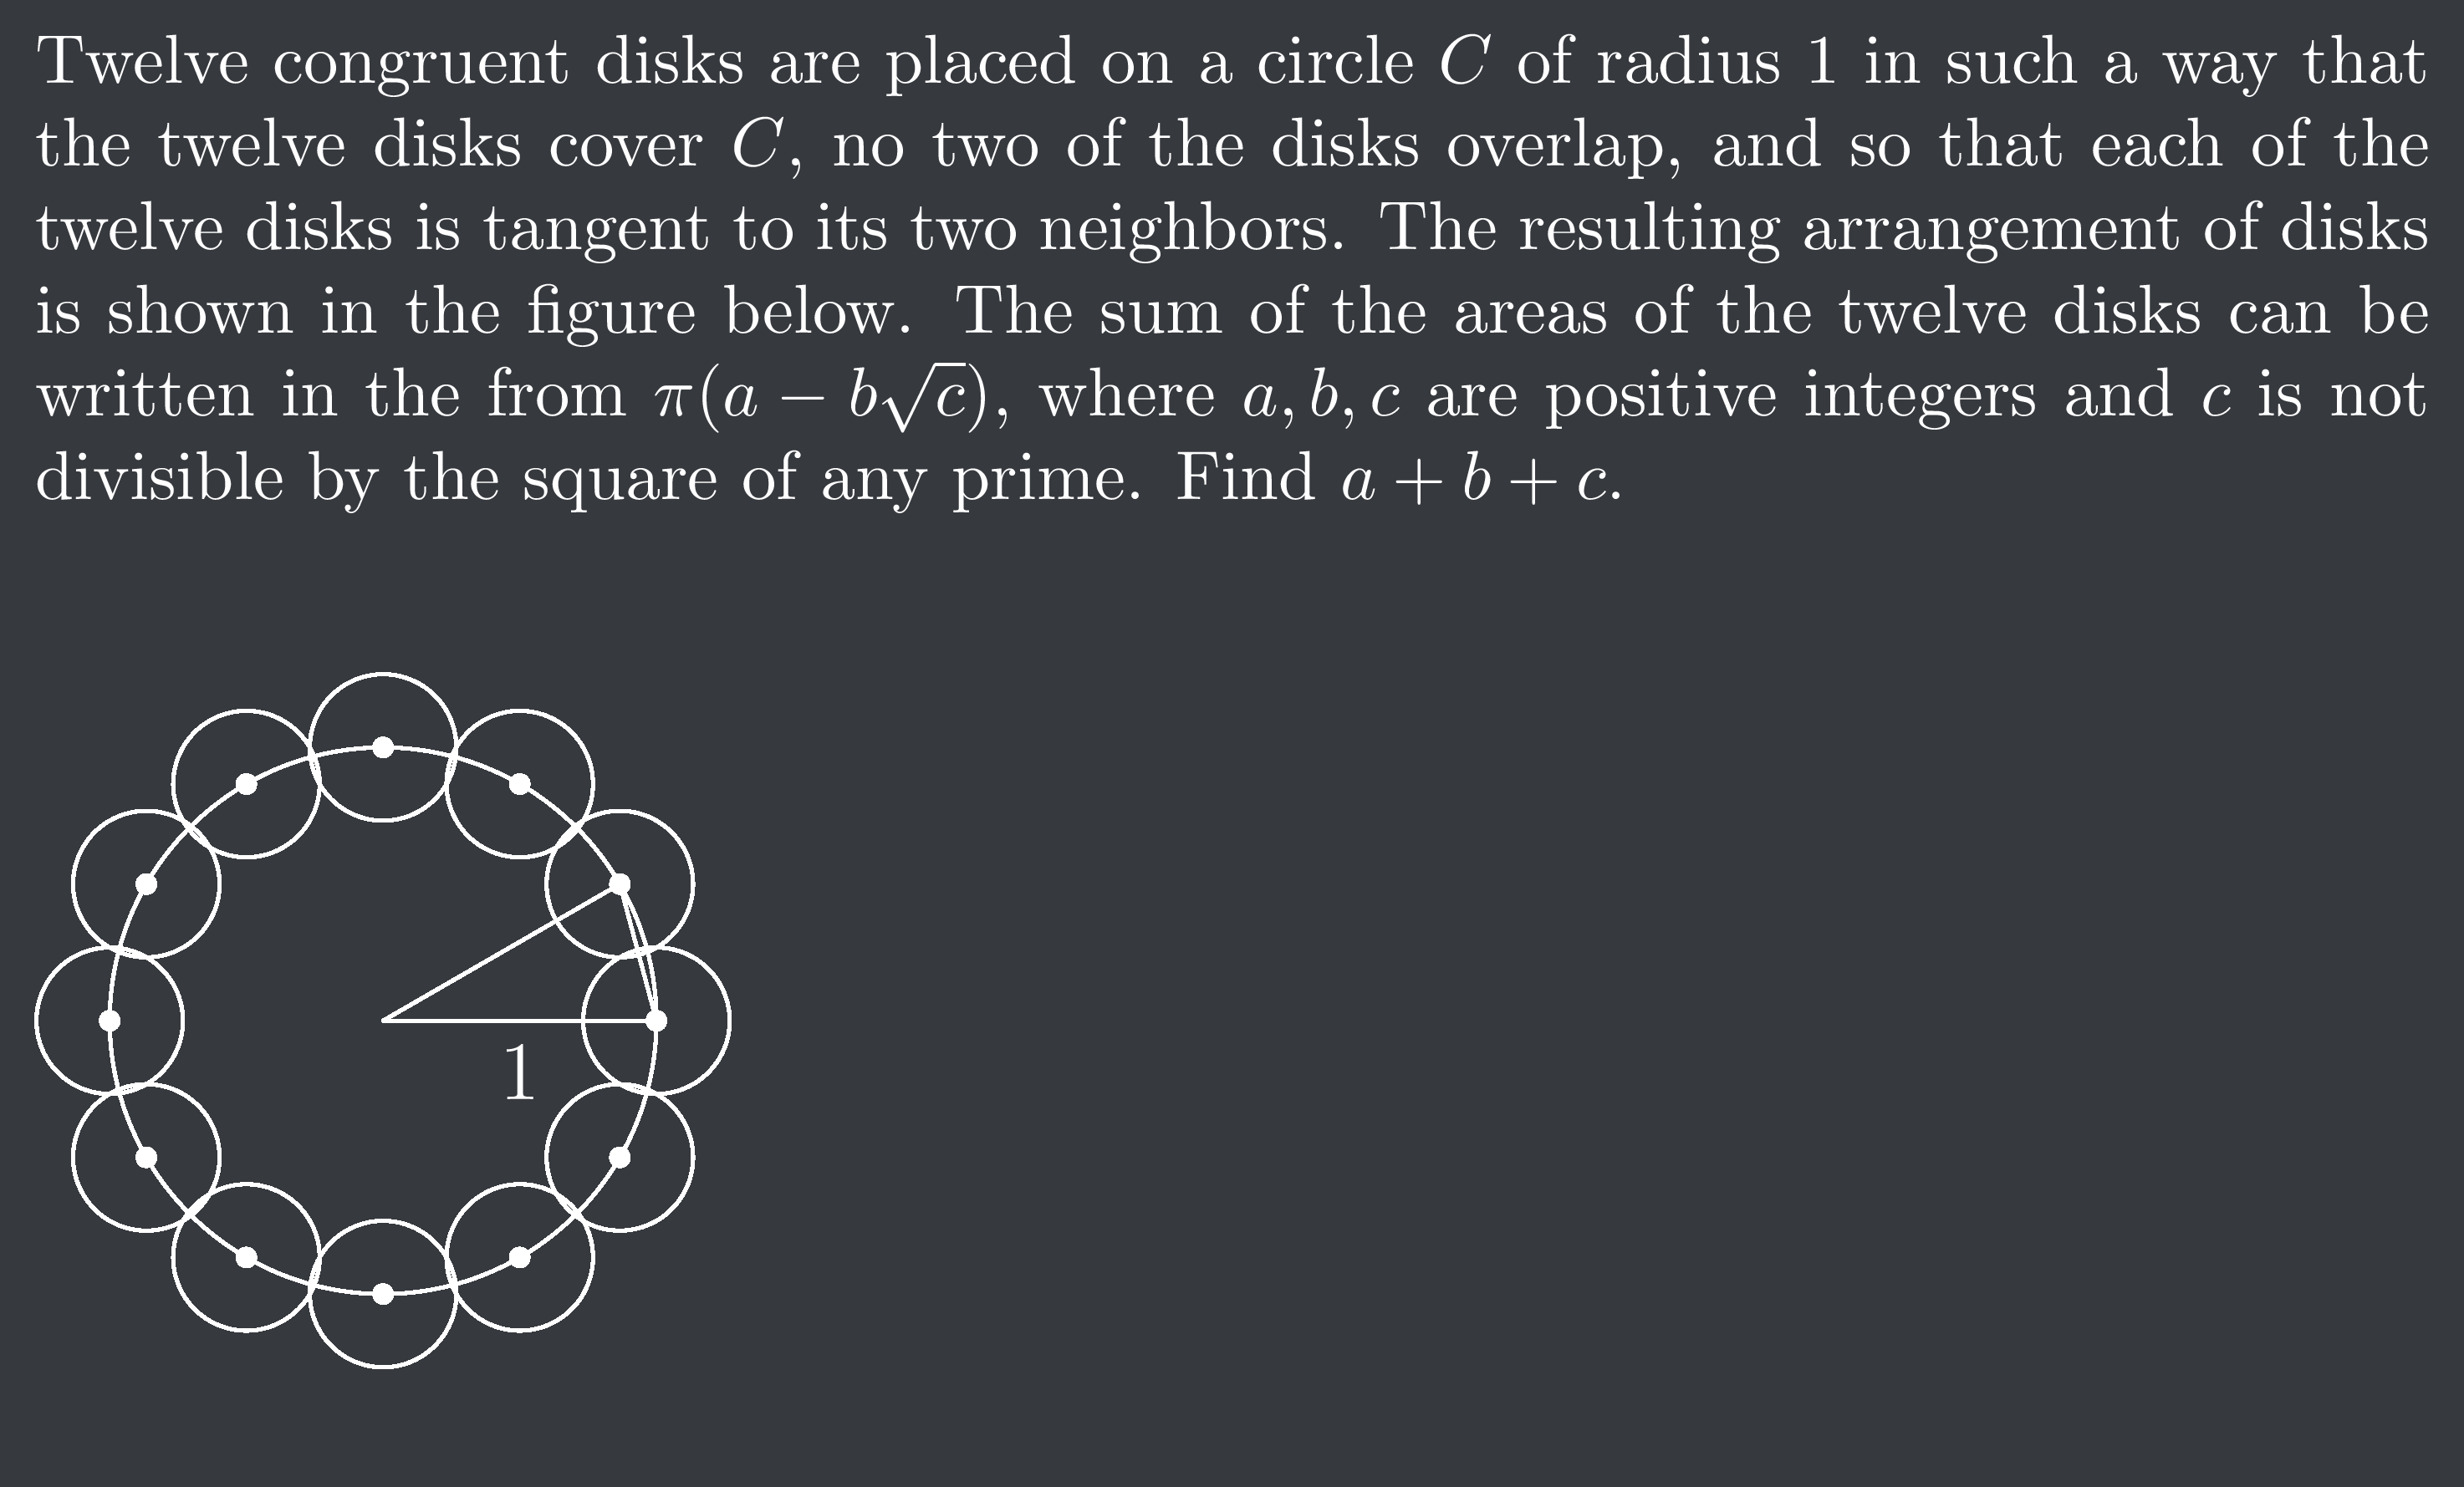 Twelve congruent disks are placed on a circle $C$ of radius 1 in such a way that
the twelve disks cover $C$, no two of the disks overlap, and so that each of the
twelve disks is tangent to its two neighbors. The resulting arrangement of disks
is shown in the figure below. The sum of the areas of the twelve disks can be
written in the from $\pi(a - b\sqrt{c})$, where $a, b, c$ are positive integers and $c$ is not
divisible by the square of any prime. Find $a + b + c$.
1